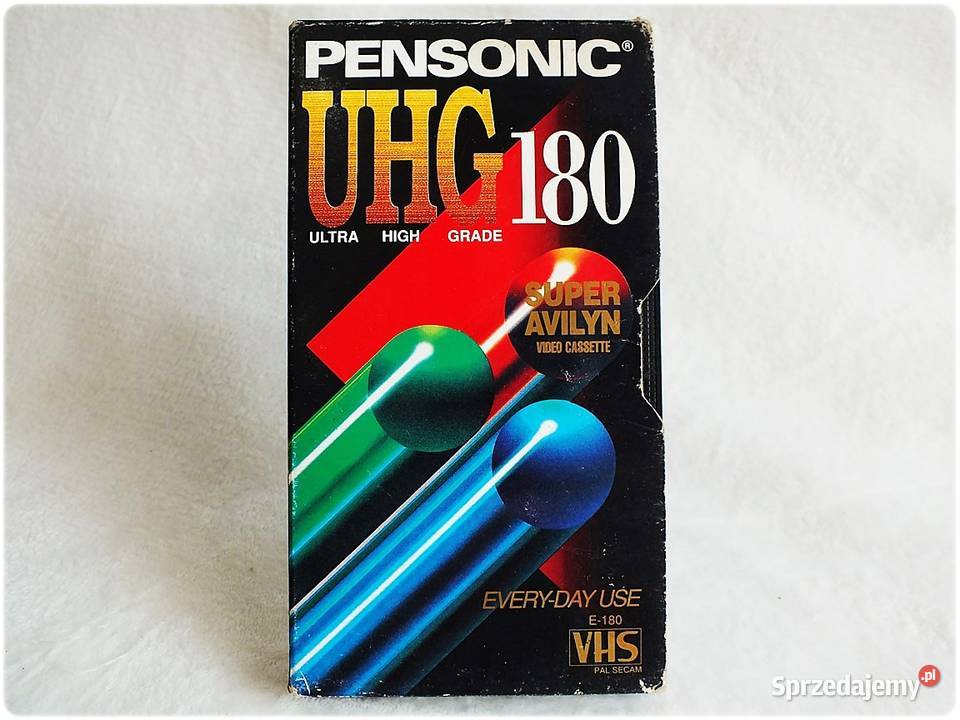 PENSONIC®
UHG 180
ULTRA HIGH GRADE
SUPER
AVILYN
VIDEO CASSETTE
EVERY-DAY USE
E-180
VHS
PAL SECAM
Sprzedajemy.pl